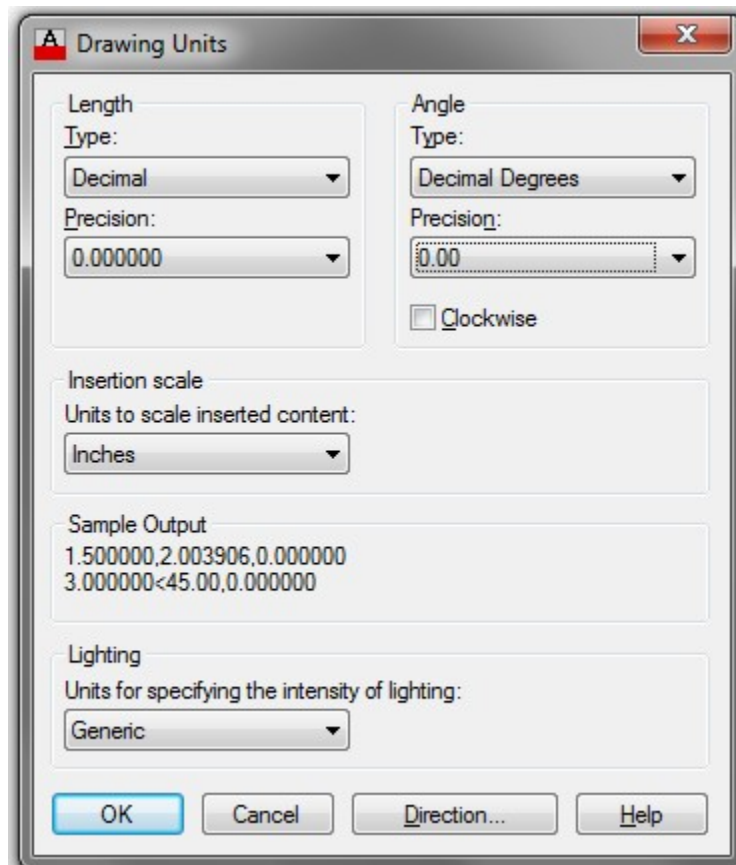 A Drawing Units
Length
Type:
Decimal
Precision:
0.000000
Angle
Type:
Decimal Degrees
Precision:
0.00
Clockwise
Insertion scale
Units to scale inserted content:
Inches
Sample Output
1.500000,2.003906,0.000000
3.000000<45.00,0.000000
Lighting
Units for specifying the intensity of lighting:
Generic
OK Cancel Direction... Help